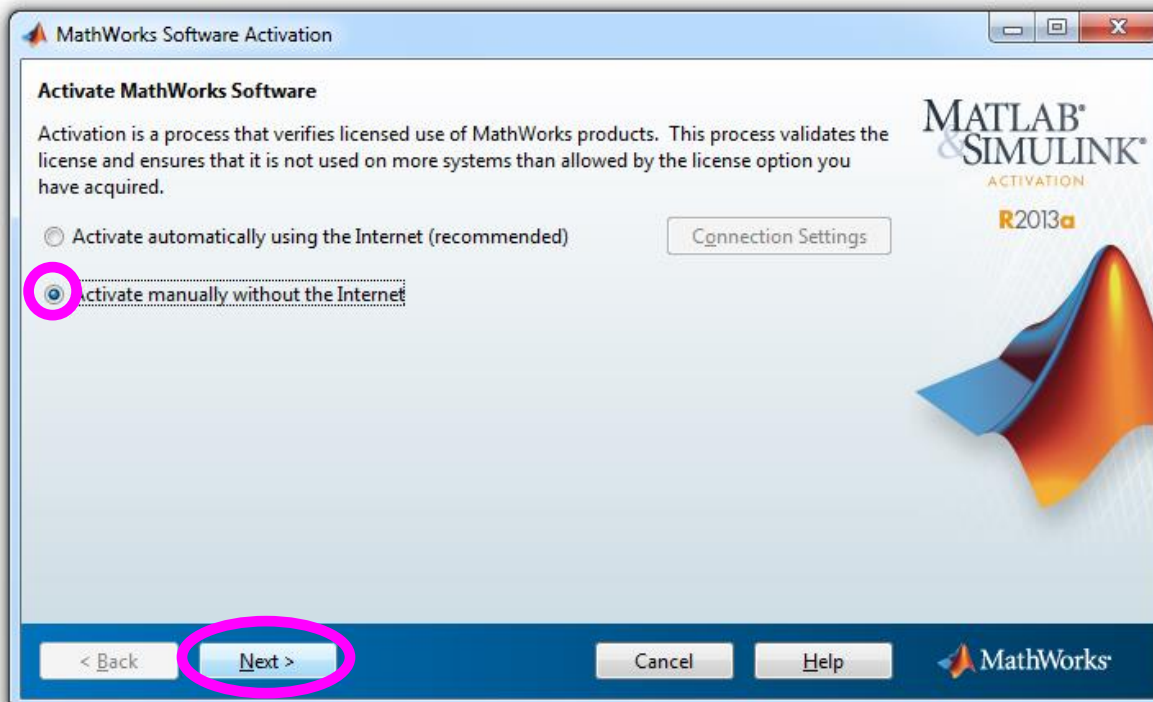 MathWorks Software Activation
Activate MathWorks Software
Activation is a process that verifies licensed use of MathWorks products. This process validates the
license and ensures that it is not used on more systems than allowed by the license option you
have acquired.
Activate automatically using the Internet (recommended)
Connection Settings
Activate manually without the Internet
MATLAB®
&SIMULINK®
ACTIVATION
R2013a
< Back
Next >
Cancel
Help
MathWorks®